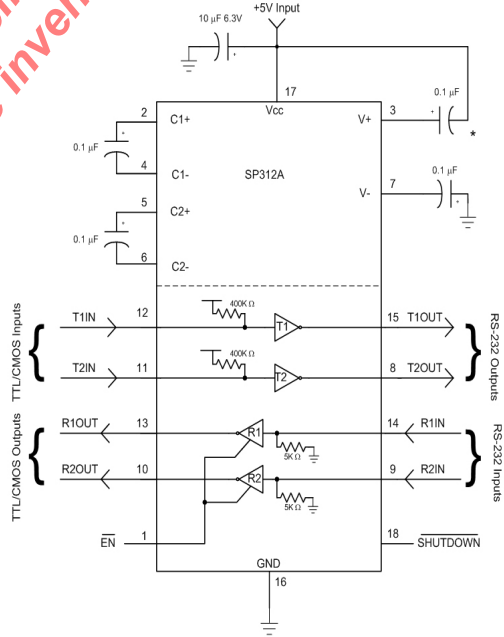 +5V Input
10 µF 6.3V
+
17
Vcc
0.1 µF
2
C1+
V+
3
+
*
0.1 µF
+
4
C1-
SP312A
0.1 µF
5
C2+
V-
7
+
0.1 µF
+
6
C2-
400K Ω
T1IN
12
T1
15
T1OUT
400K Ω
T2IN
11
T2
8
T2OUT
TTL/CMOS Inputs
RS-232 Outputs
R1OUT
13
R1
14
R1IN
5K Ω
R2OUT
10
R2
9
R2IN
5K Ω
TTL/CMOS Outputs
RS-232 Inputs
EN
1
18
SHUTDOWN
GND
16